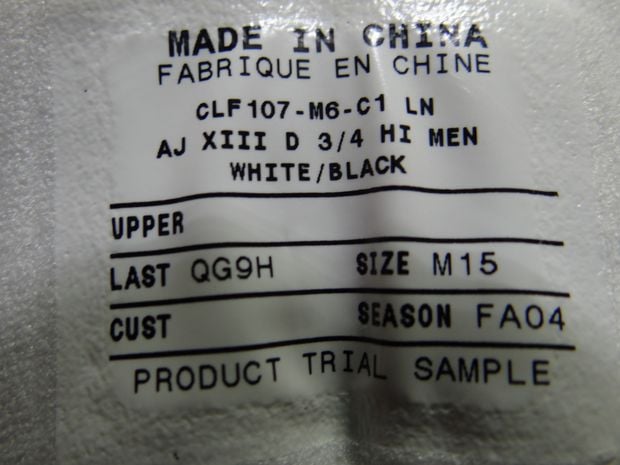 MADE IN CHINA
FABRIQUE EN CHINE
CLF107-M6-C1 LN
AJ XIII D 3/4 HI MEN
WHITE/BLACK
UPPER
LAST QG9H SIZE M15
CUST SEASON FA04
PRODUCT TRIAL SAMPLE